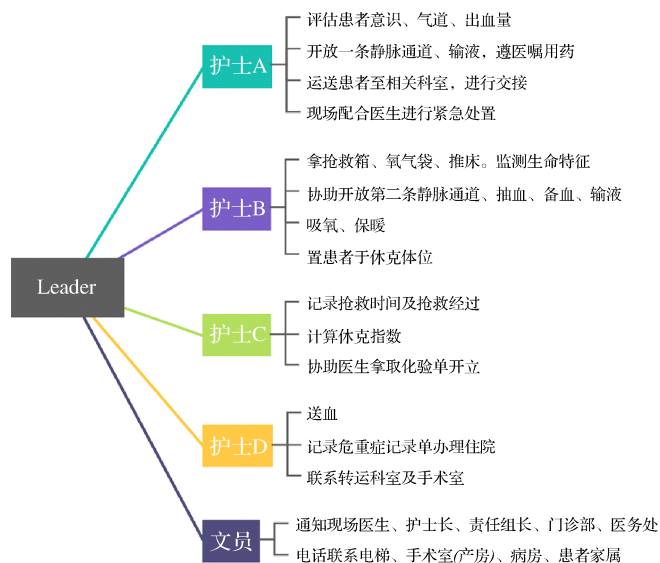 Leader
护士A
评估患者意识、气道、出血量
开放一条静脉通道、输液，遵医嘱用药
运送患者至相关科室，进行交接
现场配合医生进行紧急处置
护士B
拿抢救箱、氧气袋、推床。监测生命特征
协助开放第二条静脉通道、抽血、备血、输液
吸氧、保暖
置患者于休克体位
护士C
记录抢救时间及抢救经过
计算休克指数
协助医生拿取化验单开立
护士D
送血
记录危重症记录单办理住院
联系转运科室及手术室
文员
通知现场医生、护士长、责任组长、门诊部、医务处
电话联系电梯、手术室(产房)、病房、患者家属